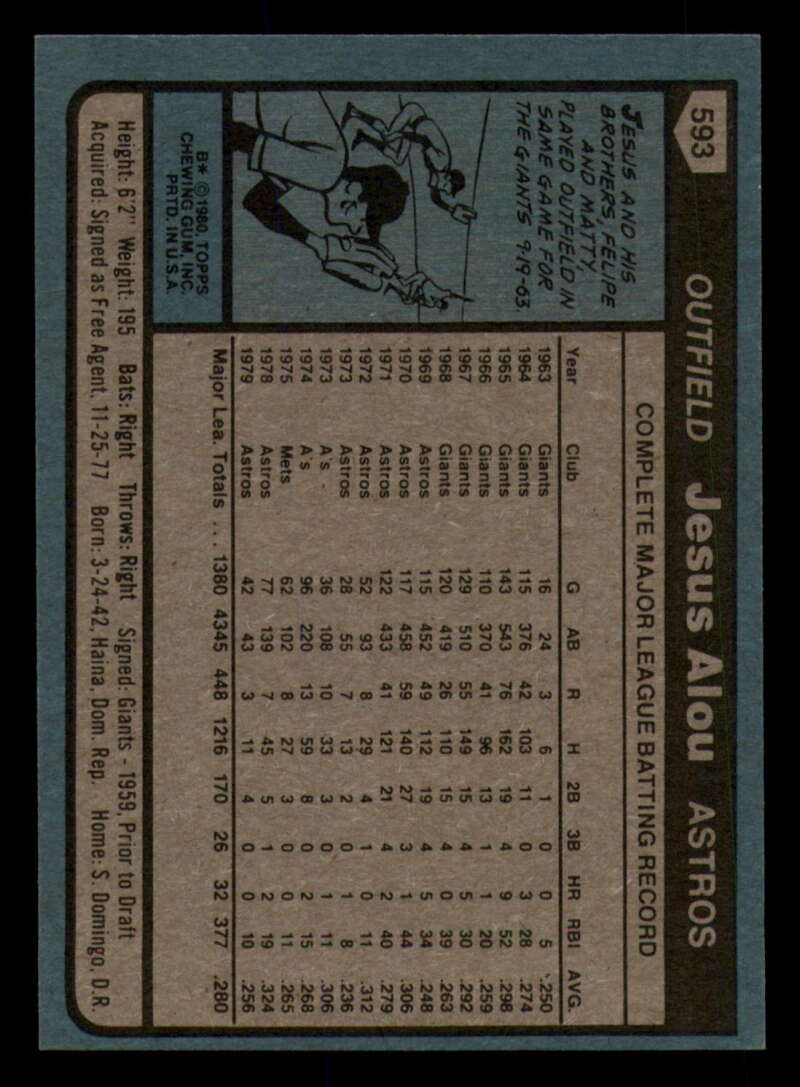 593 OUTFIELD Jesus Alou ASTROS
JESUS AND HIS
BROTHERS, FELIPE
AND MATTY,
PLAYED OUTFIELD IN
SAME GAME FOR
THE GIANTS 9-19-63.
B* © 1980 TOPPS
CHEWING GUM, INC.
PRTD. IN U.S.A.
COMPLETE MAJOR LEAGUE BATTING RECORD
Year Club G AB R H 2B 3B HR RBI AVG.
1963 Giants 16 24 3 6 1 0 0 5 .250
1964 Giants 115 376 42 103 11 0 3 28 .274
1965 Giants 143 543 76 162 19 4 9 52 .298
1966 Giants 110 370 41 96 13 1 1 20 .259
1967 Giants 129 510 55 149 15 4 5 30 .292
1968 Giants 120 419 26 110 15 4 0 39 .263
1969 Astros 115 452 49 112 19 4 5 34 .248
1970 Astros 117 458 59 140 27 3 1 44 .306
1971 Astros 122 433 41 121 21 4 2 40 .279
1972 Astros 52 93 8 29 4 1 0 11 .312
1973 Astros 28 55 7 13 2 0 1 8 .236
1973 A's 36 108 10 33 3 0 1 11 .306
1974 A's 96 220 13 59 8 0 2 15 .268
1975 Mets 62 102 8 27 3 0 0 11 .265
1978 Astros 77 139 7 45 5 1 2 19 .324
1979 Astros 42 43 3 11 4 0 0 10 .256
Major Lea. Totals ... 1380 4345 448 1216 170 26 32 377 .280
Height: 6'2" Weight: 195 Bats: Right Throws: Right Signed: Giants - 1959, Prior to Draft
Acquired: Signed as Free Agent, 11-25-77 Born: 3-24-42, Haina, Dom. Rep. Home: S. Domingo, D.R.